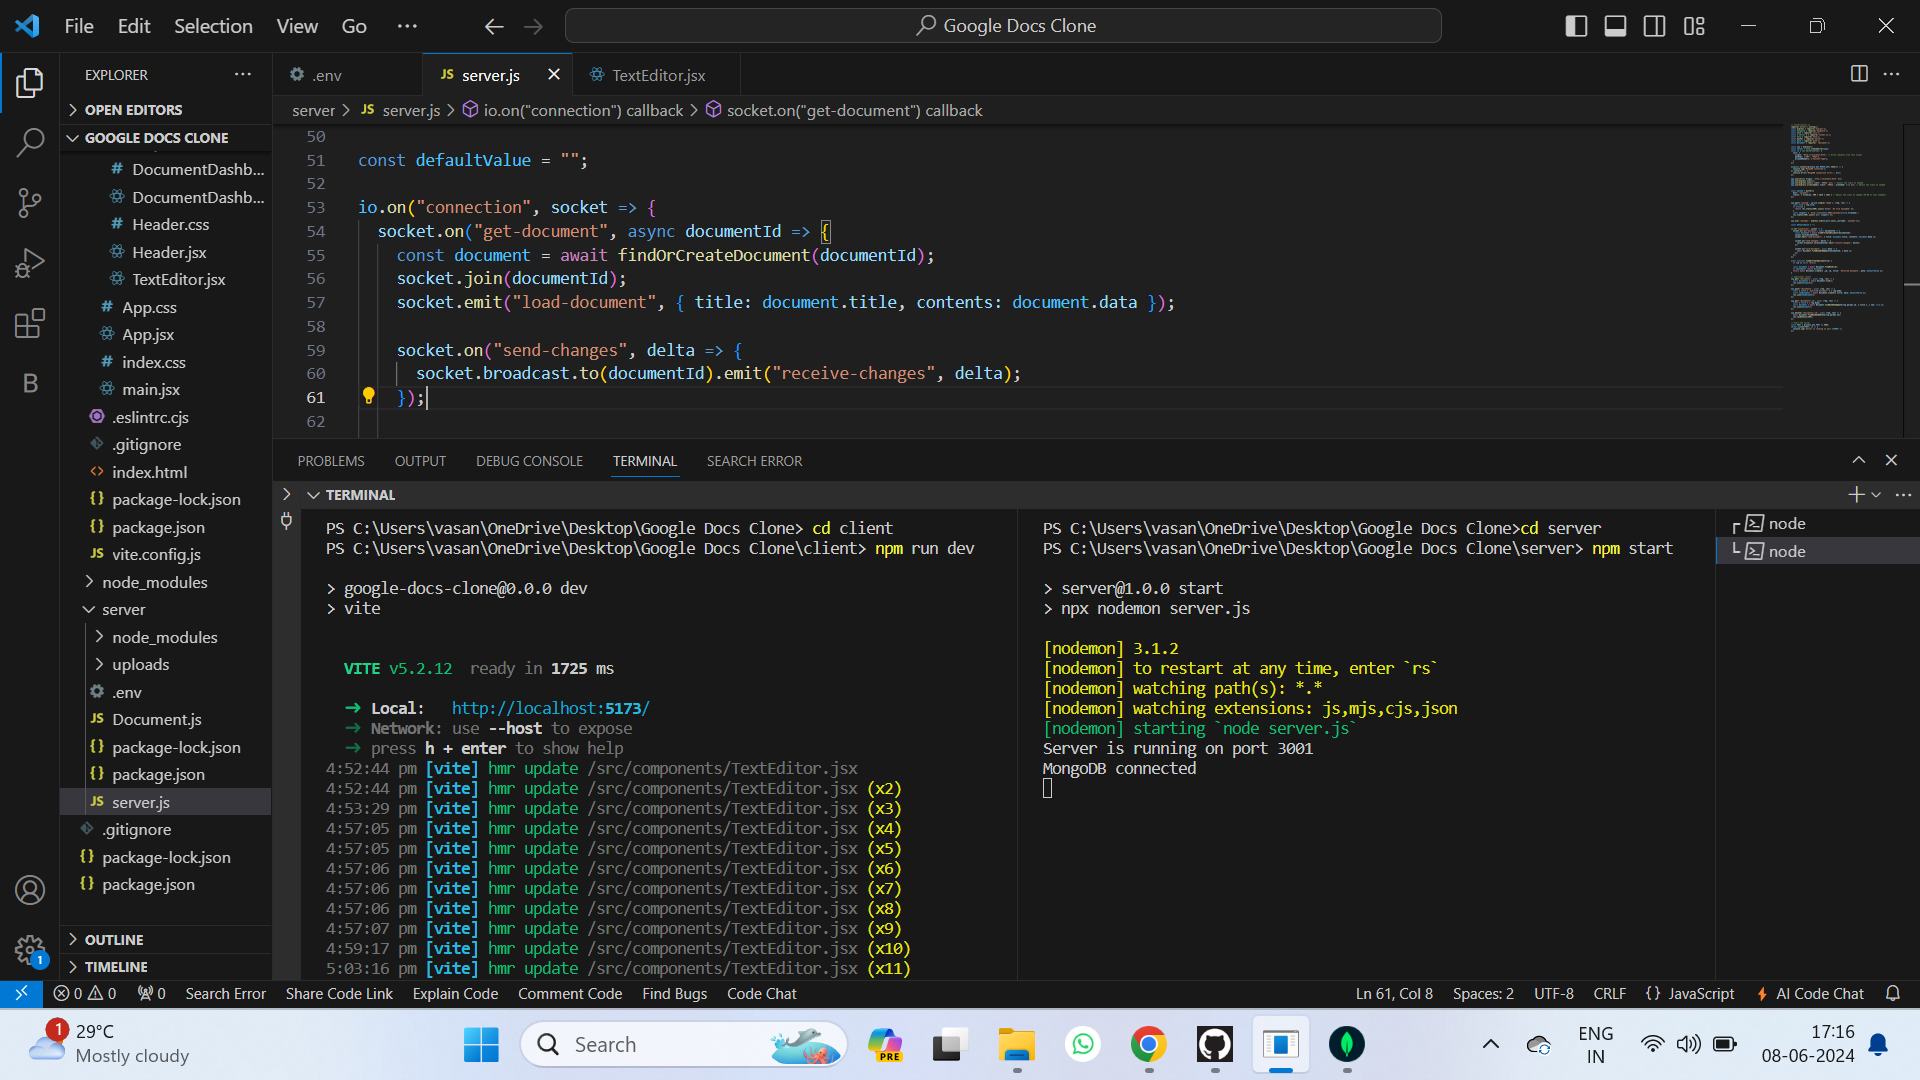 File Edit Selection View Go ···
Google Docs Clone
EXPLORER
OPEN EDITORS
GOOGLE DOCS CLONE
# DocumentDashb...
DocumentDashb...
# Header.css
Header.jsx
TextEditor.jsx
# App.css
App.jsx
# index.css
main.jsx
.eslintrc.cjs
.gitignore
<> index.html
{} package-lock.json
{} package.json
JS vite.config.js
node_modules
server
node_modules
uploads
.env
JS Document.js
{} package-lock.json
{} package.json
JS server.js
.gitignore
{} package-lock.json
{} package.json
OUTLINE
TIMELINE
B
1
.env
JS server.js
TextEditor.jsx
server > JS server.js > io.on("connection") callback > socket.on("get-document") callback
50
51 const defaultValue = "";
52
53 io.on("connection", socket => {
54 socket.on("get-document", async documentId => {
55 const document = await findOrCreateDocument(documentId);
56 socket.join(documentId);
57 socket.emit("load-document", { title: document.title, contents: document.data });
58
59 socket.on("send-changes", delta => {
60 socket.broadcast.to(documentId).emit("receive-changes", delta);
61 });
62
PROBLEMS OUTPUT DEBUG CONSOLE TERMINAL SEARCH ERROR
TERMINAL
PS C:\Users\vasan\OneDrive\Desktop\Google Docs Clone> cd client
PS C:\Users\vasan\OneDrive\Desktop\Google Docs Clone\client> npm run dev
> google-docs-clone@0.0.0 dev
> vite
VITE v5.2.12 ready in 1725 ms
➜ Local: http://localhost:5173/
➜ Network: use --host to expose
➜ press h + enter to show help
4:52:44 pm [vite] hmr update /src/components/TextEditor.jsx
4:52:44 pm [vite] hmr update /src/components/TextEditor.jsx (x2)
4:53:29 pm [vite] hmr update /src/components/TextEditor.jsx (x3)
4:57:05 pm [vite] hmr update /src/components/TextEditor.jsx (x4)
4:57:05 pm [vite] hmr update /src/components/TextEditor.jsx (x5)
4:57:06 pm [vite] hmr update /src/components/TextEditor.jsx (x6)
4:57:06 pm [vite] hmr update /src/components/TextEditor.jsx (x7)
4:57:06 pm [vite] hmr update /src/components/TextEditor.jsx (x8)
4:57:07 pm [vite] hmr update /src/components/TextEditor.jsx (x9)
4:59:17 pm [vite] hmr update /src/components/TextEditor.jsx (x10)
5:03:16 pm [vite] hmr update /src/components/TextEditor.jsx (x11)
PS C:\Users\vasan\OneDrive\Desktop\Google Docs Clone>cd server
PS C:\Users\vasan\OneDrive\Desktop\Google Docs Clone\server> npm start
> server@1.0.0 start
> npx nodemon server.js
[nodemon] 3.1.2
[nodemon] to restart at any time, enter `rs`
[nodemon] watching path(s): *.*
[nodemon] watching extensions: js,mjs,cjs,json
[nodemon] starting `node server.js`
Server is running on port 3001
MongoDB connected
node
node
0 0 0 Search Error Share Code Link Explain Code Comment Code Find Bugs Code Chat
Ln 61, Col 8 Spaces: 2 UTF-8 CRLF {} JavaScript AI Code Chat
1
29°C
Mostly cloudy
Search
PRE
ENG
IN
17:16
08-06-2024